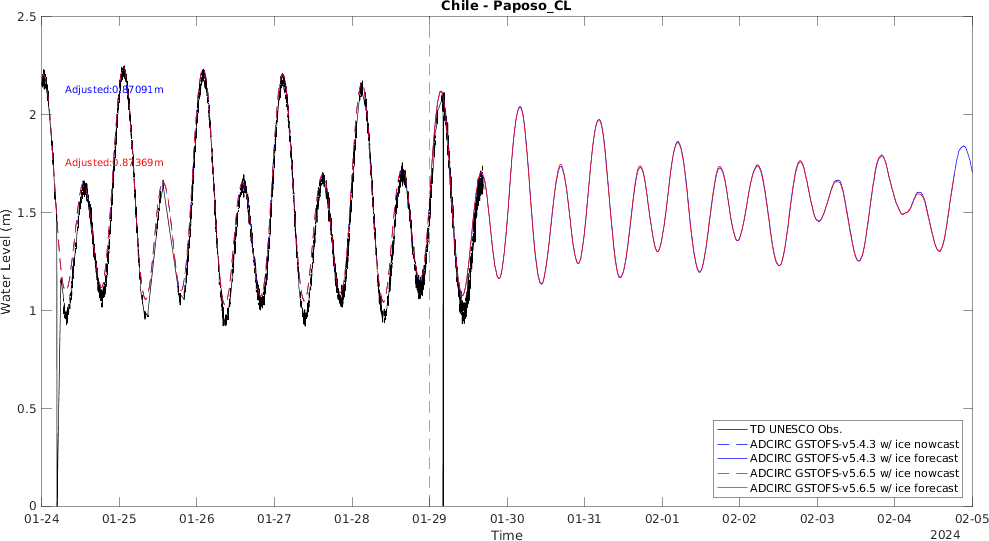 Chile - Paposo_CL
2.5
2
1.5
1
0.5
0
Water Level (m)
Adjusted:0.87091m
Adjusted:0.87369m
TD UNESCO Obs.
ADCIRC GSTOFS-v5.4.3 w/ ice nowcast
ADCIRC GSTOFS-v5.4.3 w/ ice forecast
ADCIRC GSTOFS-v5.6.5 w/ ice nowcast
ADCIRC GSTOFS-v5.6.5 w/ ice forecast
01-24 01-25 01-26 01-27 01-28 01-29 01-30 01-31 02-01 02-02 02-03 02-04 02-05
Time
2024